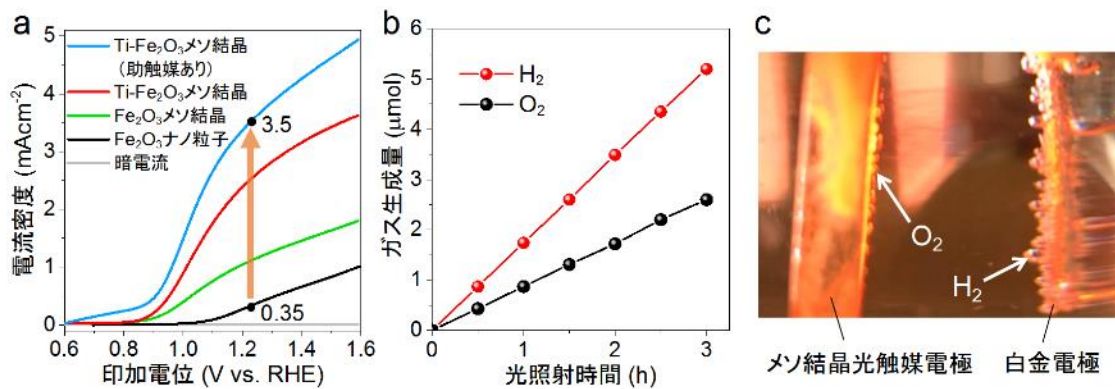 a
5
4
3
2
1
0
電流密度 (mAcm⁻²)
Ti-Fe₂O₃メソ結晶
（助触媒あり）
Ti-Fe₂O₃メソ結晶
Fe₂O₃メソ結晶
Fe₂O₃ナノ粒子
暗電流
3.5
0.35
0.6 0.8 1.0 1.2 1.4 1.6
印加電位 (V vs. RHE)
b
6
5
4
3
2
1
0
ガス生成量 (μmol)
H₂
O₂
0 1 2 3
光照射時間 (h)
c
O₂
H₂
メソ結晶光触媒電極
白金電極